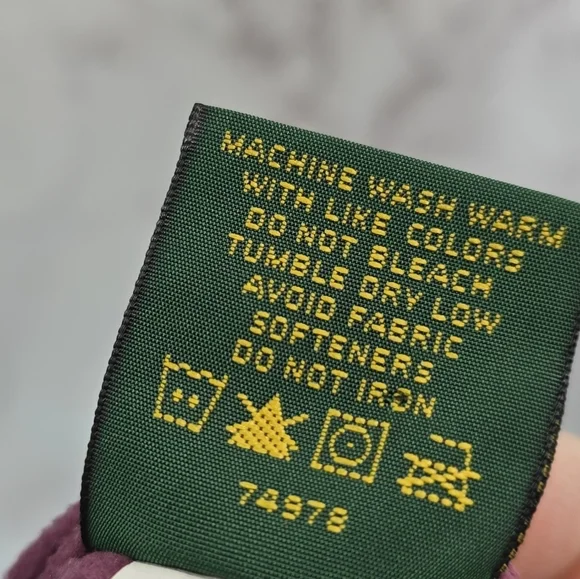 MACHINE WASH WARM
WITH LIKE COLORS
DO NOT BLEACH
TUMBLE DRY LOW
AVOID FABRIC
SOFTENERS
DO NOT IRON
74978